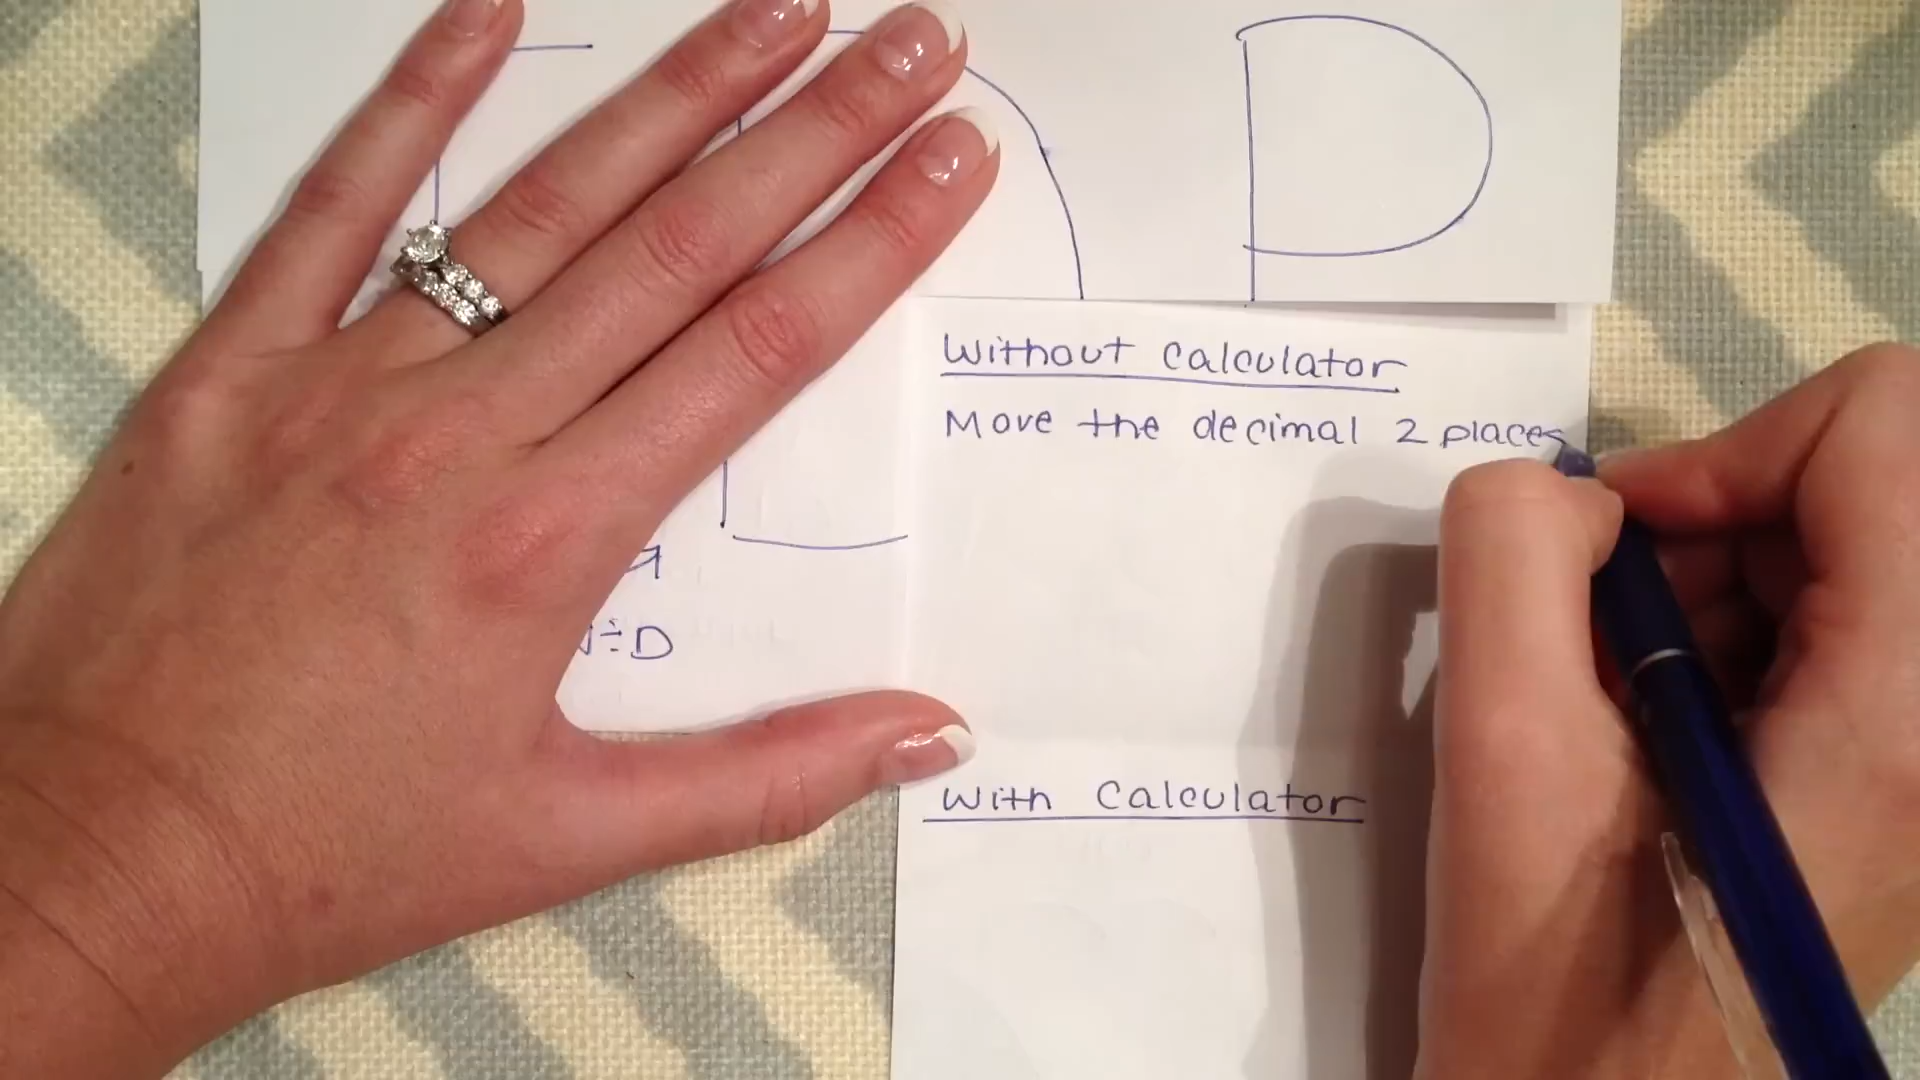 D
Without Calculator
Move the decimal 2 places
N÷D
With Calculator